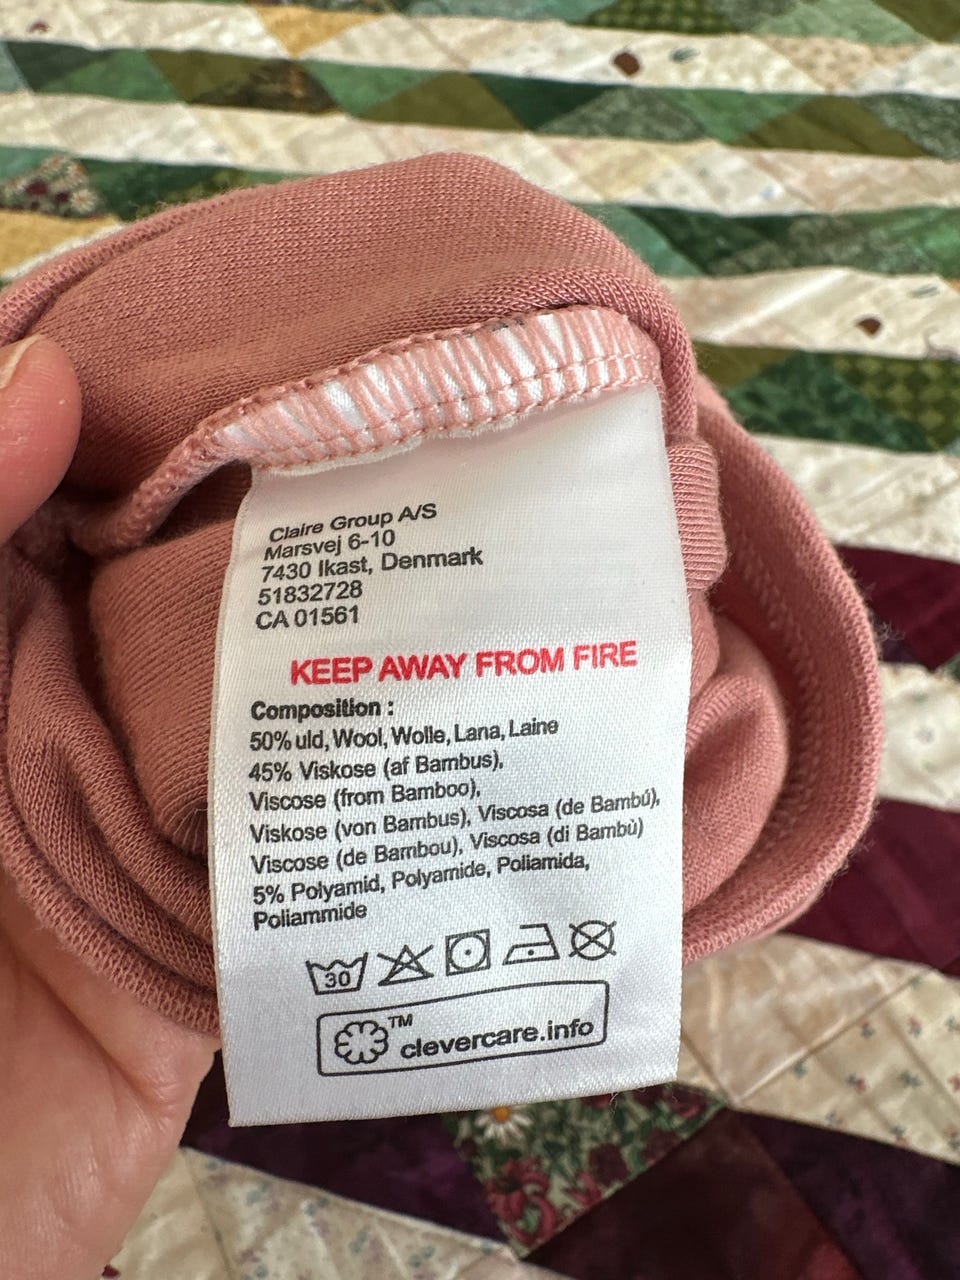 Claire Group A/S
Marsvej 6-10
7430 Ikast, Denmark
51832728
CA 01561
KEEP AWAY FROM FIRE
Composition :
50% uld, Wool, Wolle, Lana, Laine
45% Viskose (af Bambus),
Viscose (from Bamboo),
Viskose (von Bambus), Viscosa (de Bambú),
Viscose (de Bambou), Viscosa (di Bambù)
5% Polyamid, Polyamide, Poliamida,
Poliammide
30
TM
clevercare.info